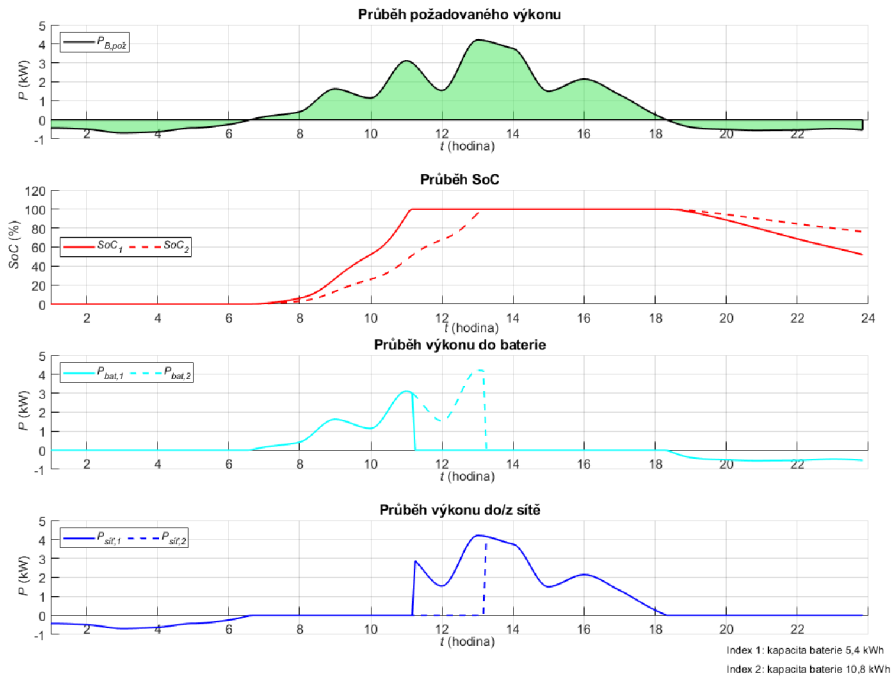 Průběh požadovaného výkonu
P (kW)
5
4
3
2
1
0
-1
P_B,pož
2 4 6 8 10 12 14 16 18 20 22
t (hodina)
Průběh SoC
SoC (%)
120
100
80
60
40
20
0
SoC_1 SoC_2
2 4 6 8 10 12 14 16 18 20 22 24
t (hodina)
Průběh výkonu do baterie
P (kW)
5
4
3
2
1
0
-1
P_bat,1 P_bat,2
2 4 6 8 10 12 14 16 18 20 22
t (hodina)
Průběh výkonu do/z sítě
P (kW)
5
4
3
2
1
0
-1
P_síť,1 P_síť,2
2 4 6 8 10 12 14 16 18 20 22
t (hodina)
Index 1: kapacita baterie 5,4 kWh
Index 2: kapacita baterie 10,8 kWh